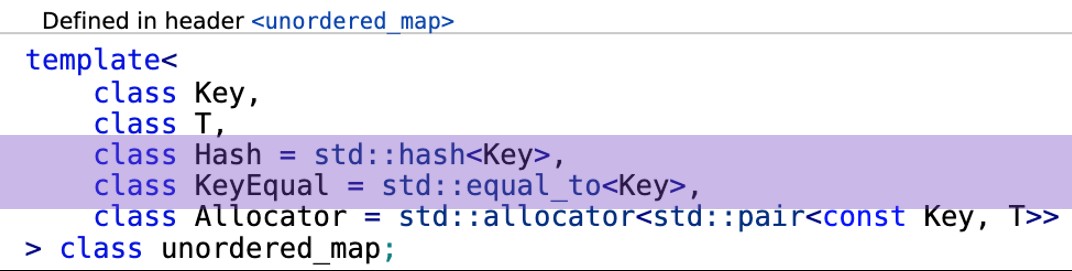 Defined in header <unordered_map>
template<
    class Key,
    class T,
    class Hash = std::hash<Key>,
    class KeyEqual = std::equal_to<Key>,
    class Allocator = std::allocator<std::pair<const Key, T>>
> class unordered_map;